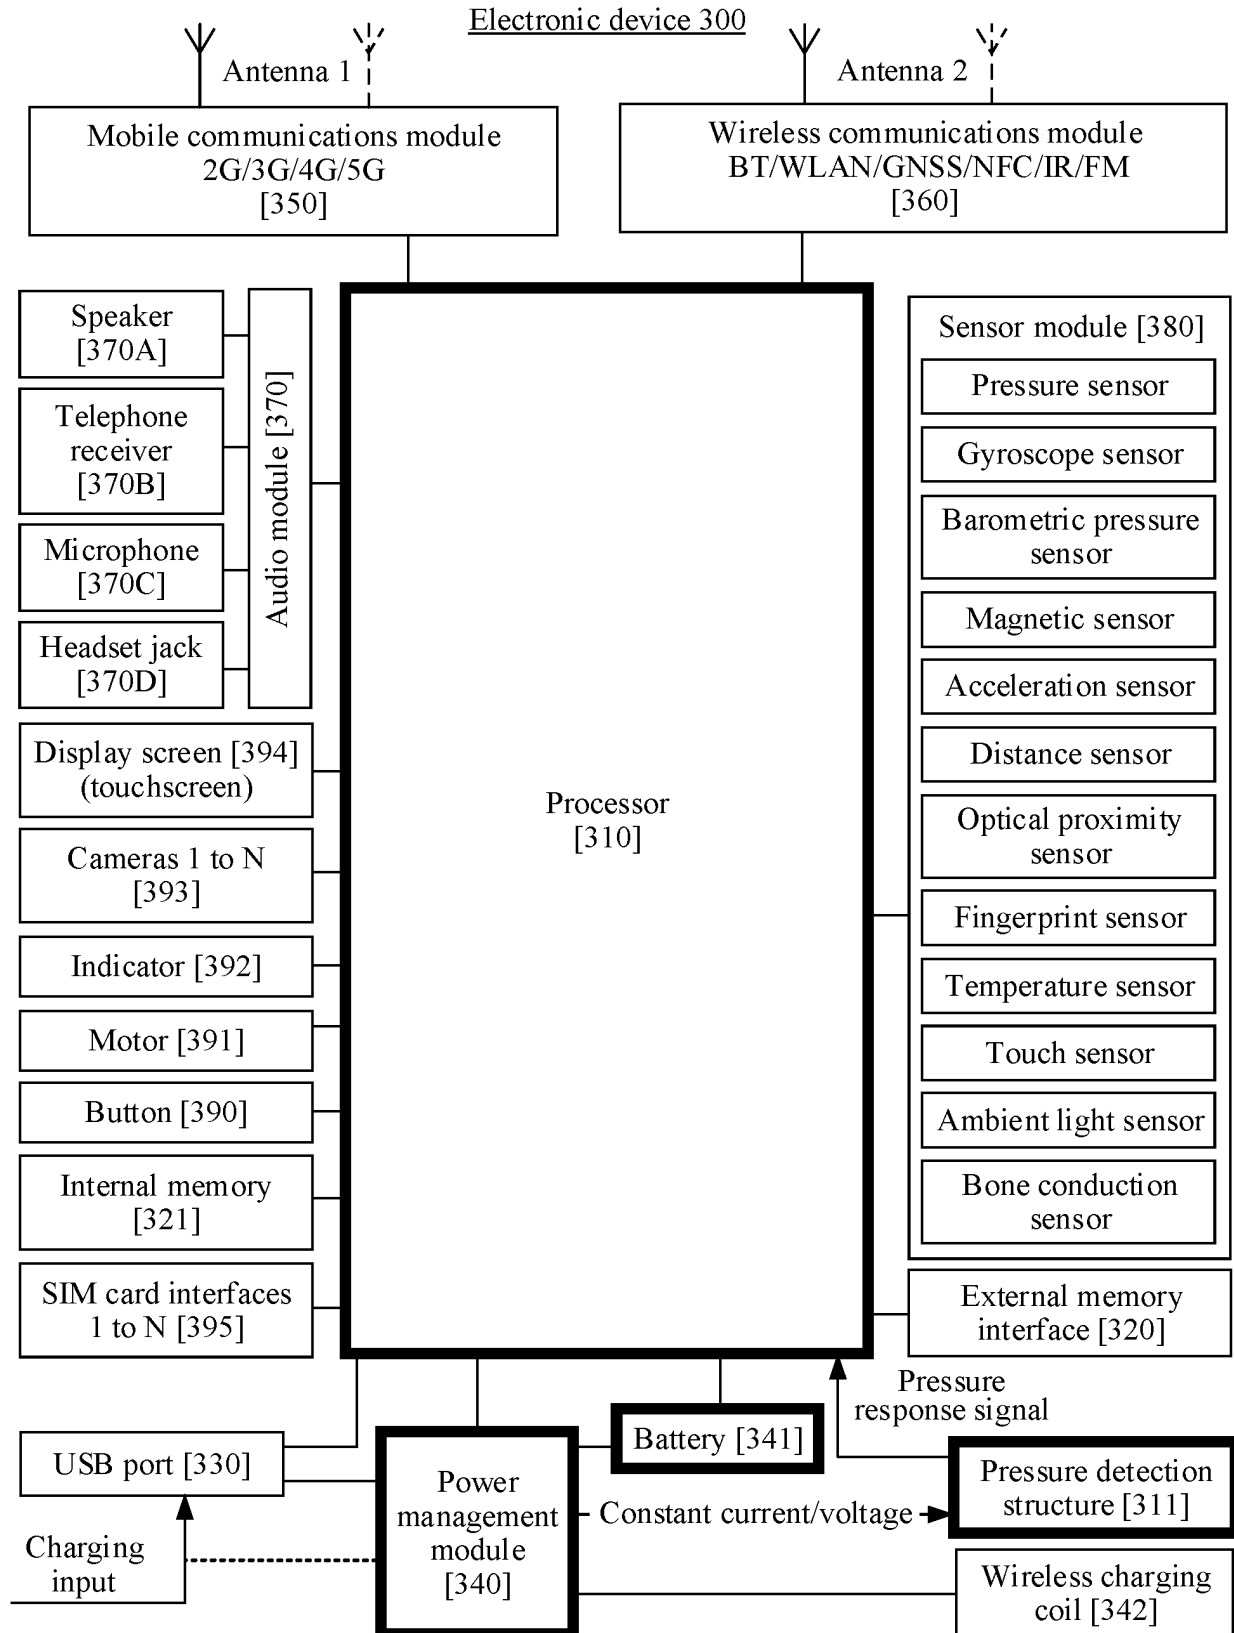 Electronic device 300
Antenna 1
Antenna 2
Mobile communications module
2G/3G/4G/5G
[350]
Wireless communications module
BT/WLAN/GNSS/NFC/IR/FM
[360]
Speaker
[370A]
Telephone
receiver
[370B]
Microphone
[370C]
Headset jack
[370D]
Audio module [370]
Display screen [394]
(touchscreen)
Cameras 1 to N
[393]
Indicator [392]
Motor [391]
Button [390]
Internal memory
[321]
SIM card interfaces
1 to N [395]
Processor
[310]
Sensor module [380]
Pressure sensor
Gyroscope sensor
Barometric pressure
sensor
Magnetic sensor
Acceleration sensor
Distance sensor
Optical proximity
sensor
Fingerprint sensor
Temperature sensor
Touch sensor
Ambient light sensor
Bone conduction
sensor
External memory
interface [320]
Pressure
response signal
USB port [330]
Charging
input
Power
management
module
[340]
Battery [341]
Constant current/voltage
Pressure detection
structure [311]
Wireless charging
coil [342]